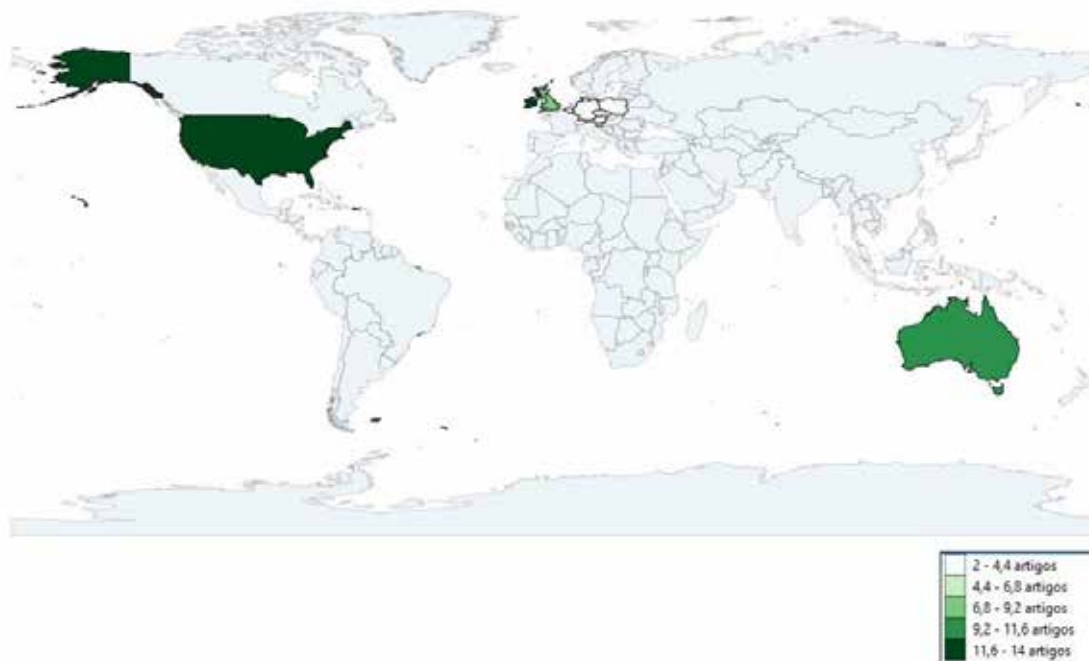 2 - 4,4 artigos
4,4 - 6,8 artigos
6,8 - 9,2 artigos
9,2 - 11,6 artigos
11,6 - 14 artigos